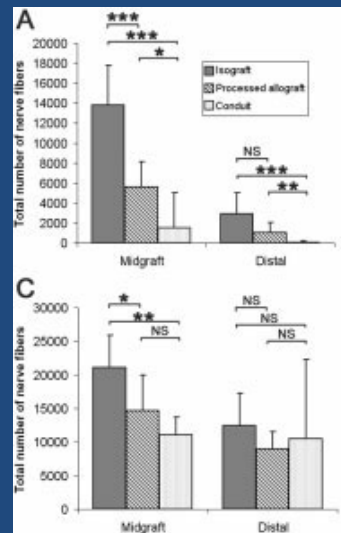 A
***
***
*
20000
18000
16000
14000
12000
10000
8000
6000
4000
2000
0
Total number of nerve fibers
Isograft
Processed allograft
Conduit
NS
***
**
Midgraft
Distal
C
*
**
NS
NS
NS
NS
30000
25000
20000
15000
10000
5000
0
Total number of nerve fibers
Midgraft
Distal